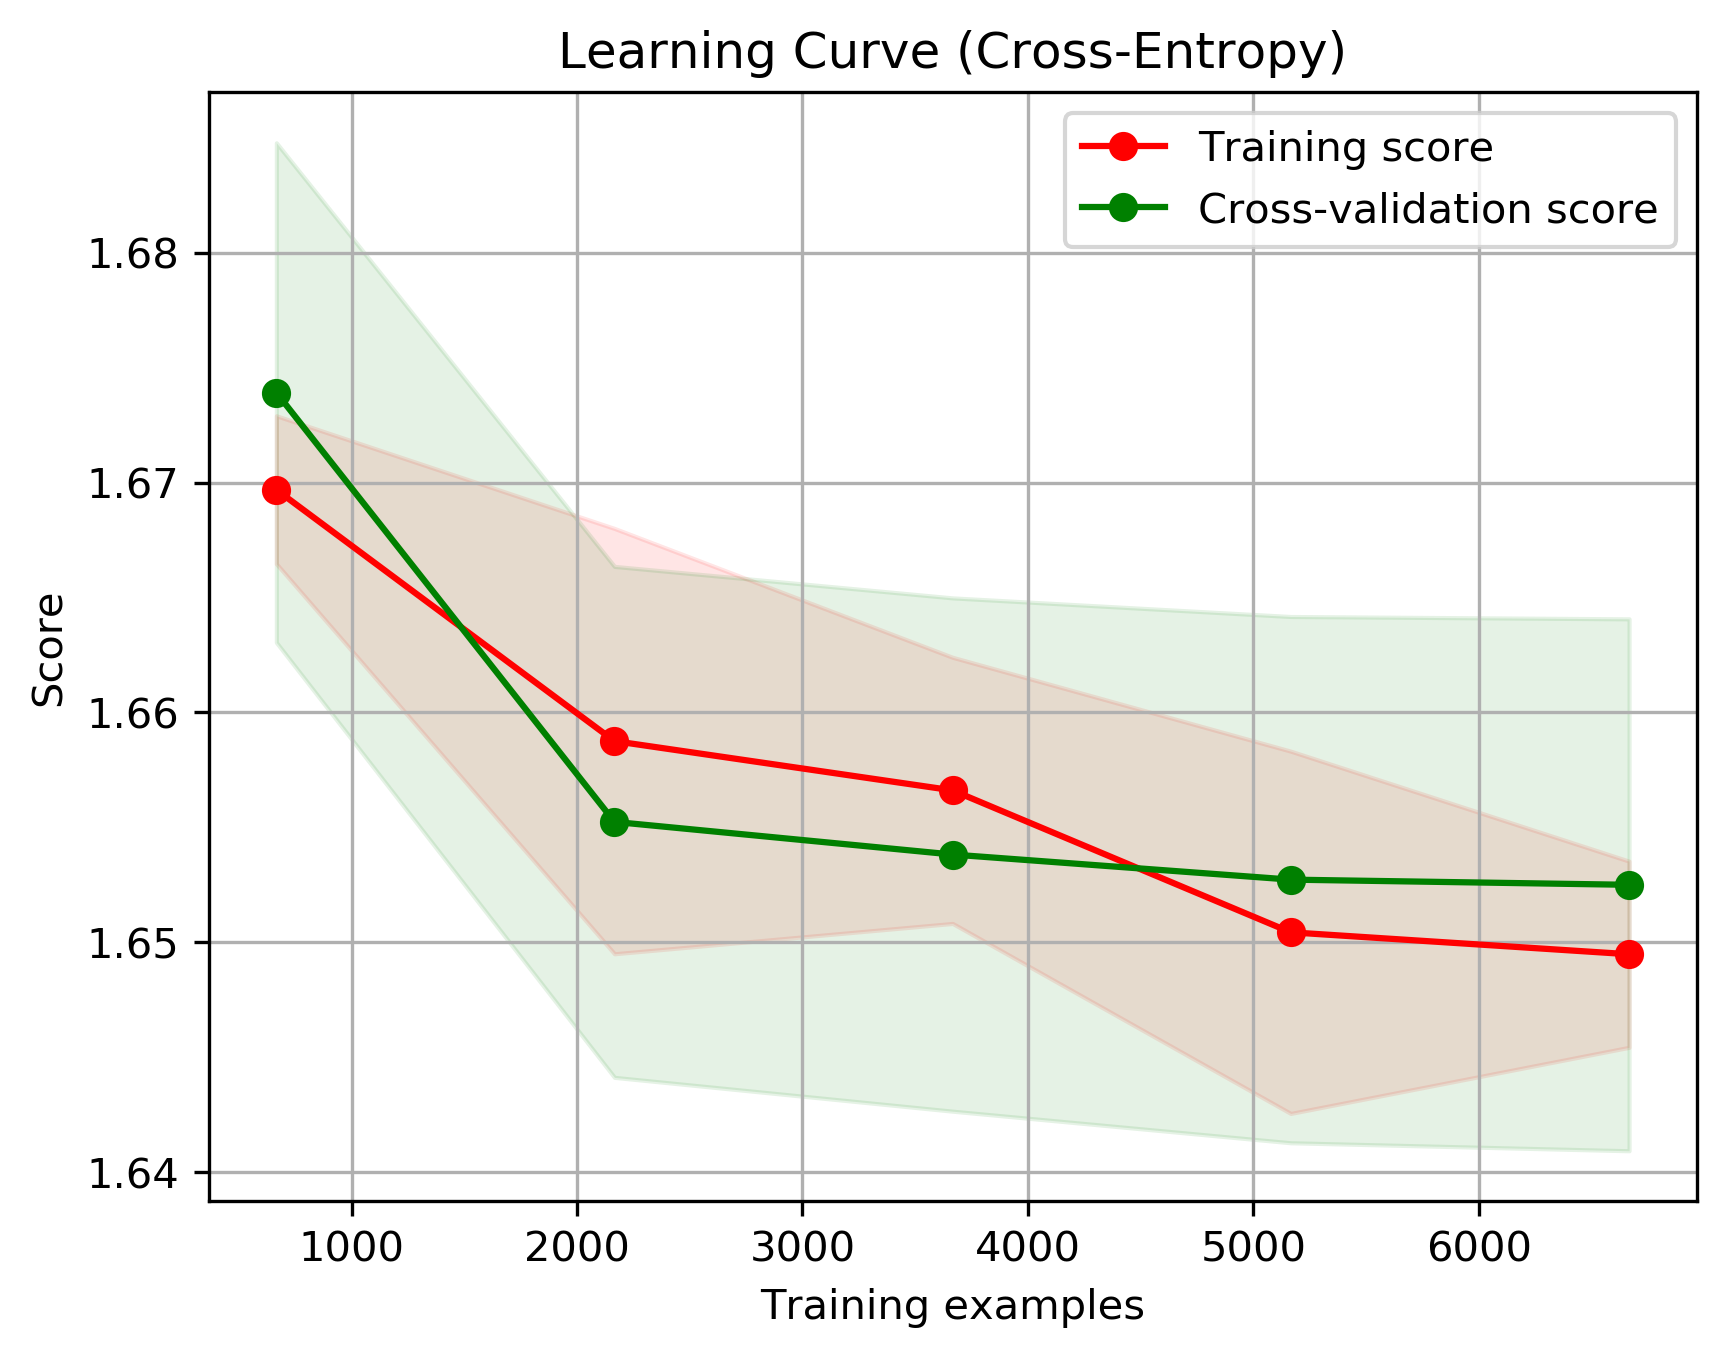 Learning Curve (Cross-Entropy)
Training score
Cross-validation score
1.68
1.67
1.66
1.65
1.64
Score
1000 2000 3000 4000 5000 6000
Training examples